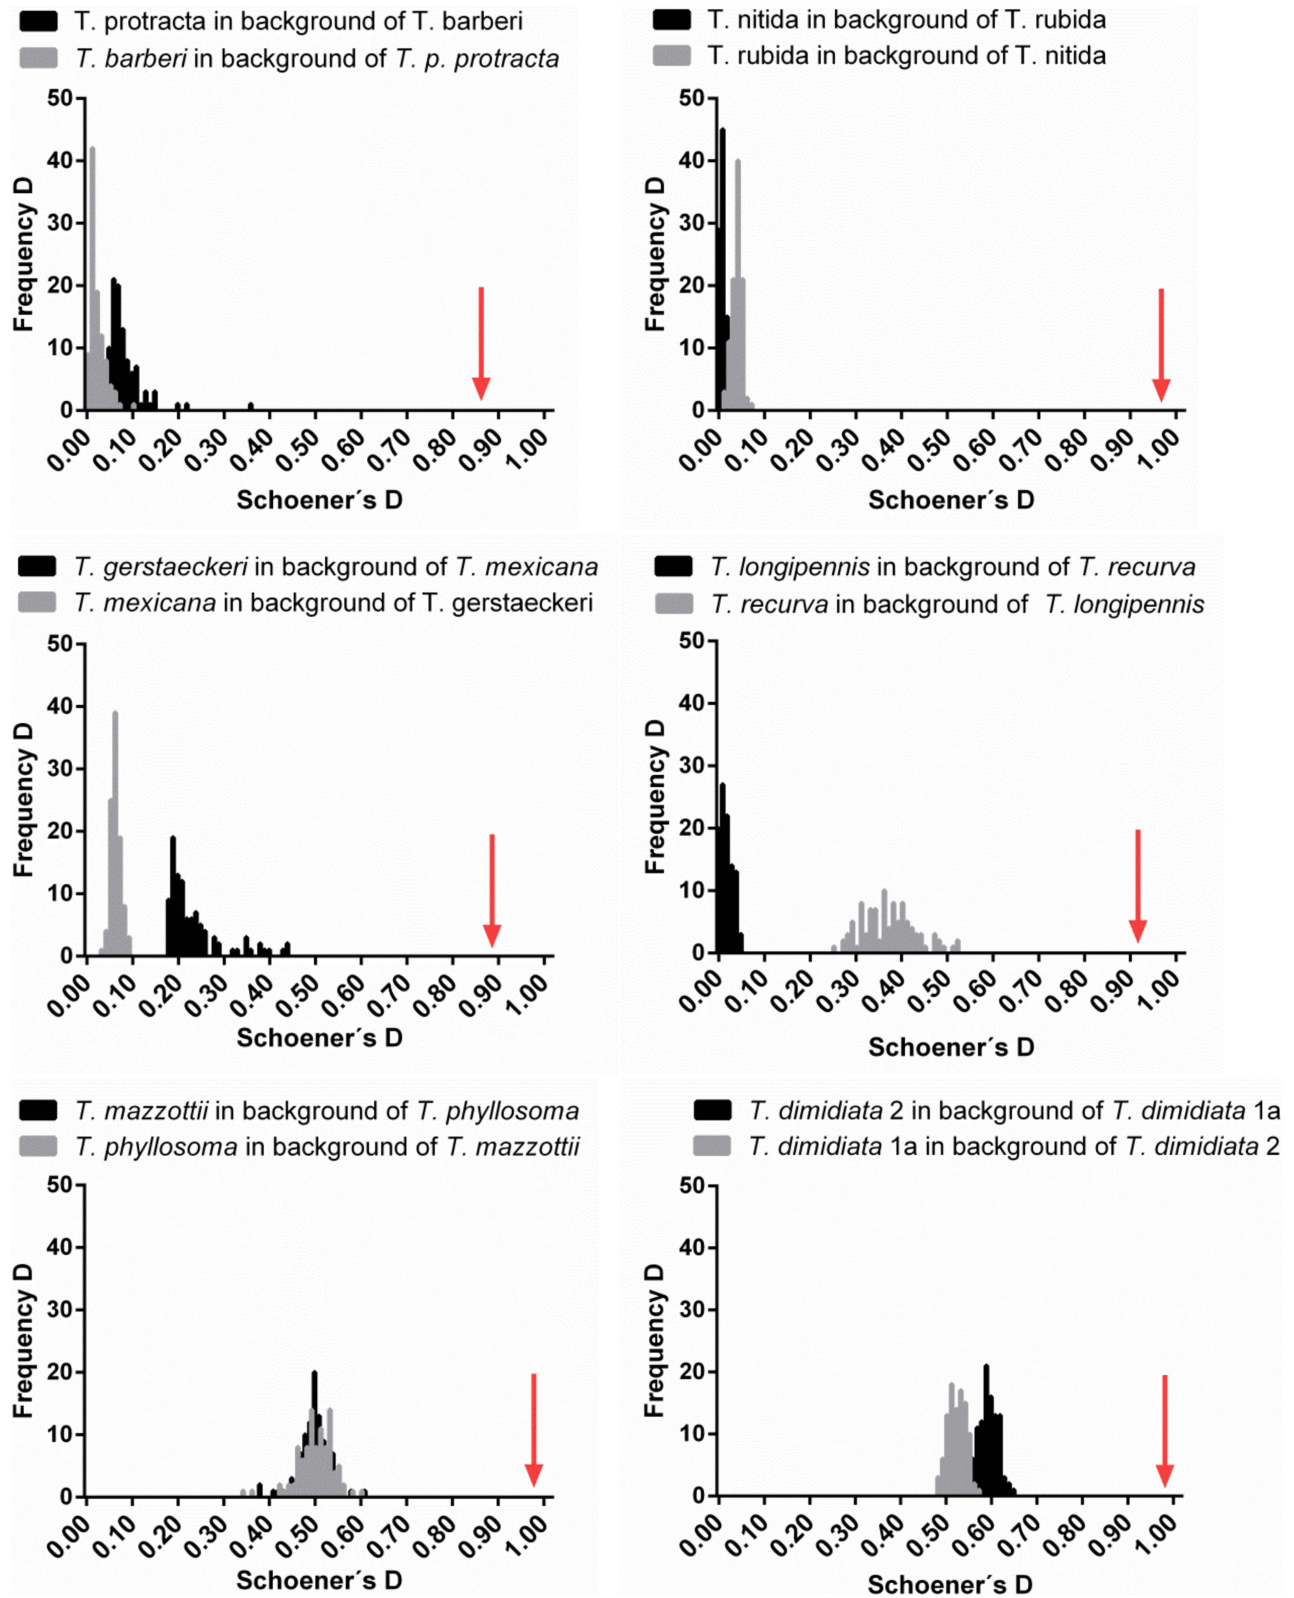 T. protracta in background of T. barberi
T. barberi in background of T. p. protracta
50
40
30
20
10
0
Frequency D
0.00 0.10 0.20 0.30 0.40 0.50 0.60 0.70 0.80 0.90 1.00
Schoener´s D
T. nitida in background of T. rubida
T. rubida in background of T. nitida
50
40
30
20
10
0
Frequency D
0.00 0.10 0.20 0.30 0.40 0.50 0.60 0.70 0.80 0.90 1.00
Schoener´s D
T. gerstaeckeri in background of T. mexicana
T. mexicana in background of T. gerstaeckeri
50
40
30
20
10
0
Frequency D
0.00 0.10 0.20 0.30 0.40 0.50 0.60 0.70 0.80 0.90 1.00
Schoener´s D
T. longipennis in background of T. recurva
T. recurva in background of T. longipennis
50
40
30
20
10
0
Frequency D
0.00 0.10 0.20 0.30 0.40 0.50 0.60 0.70 0.80 0.90 1.00
Schoener´s D
T. mazzottii in background of T. phyllosoma
T. phyllosoma in background of T. mazzottii
50
40
30
20
10
0
Frequency D
0.00 0.10 0.20 0.30 0.40 0.50 0.60 0.70 0.80 0.90 1.00
Schoener´s D
T. dimidiata 2 in background of T. dimidiata 1a
T. dimidiata 1a in background of T. dimidiata 2
50
40
30
20
10
0
Frequency D
0.00 0.10 0.20 0.30 0.40 0.50 0.60 0.70 0.80 0.90 1.00
Schoener´s D